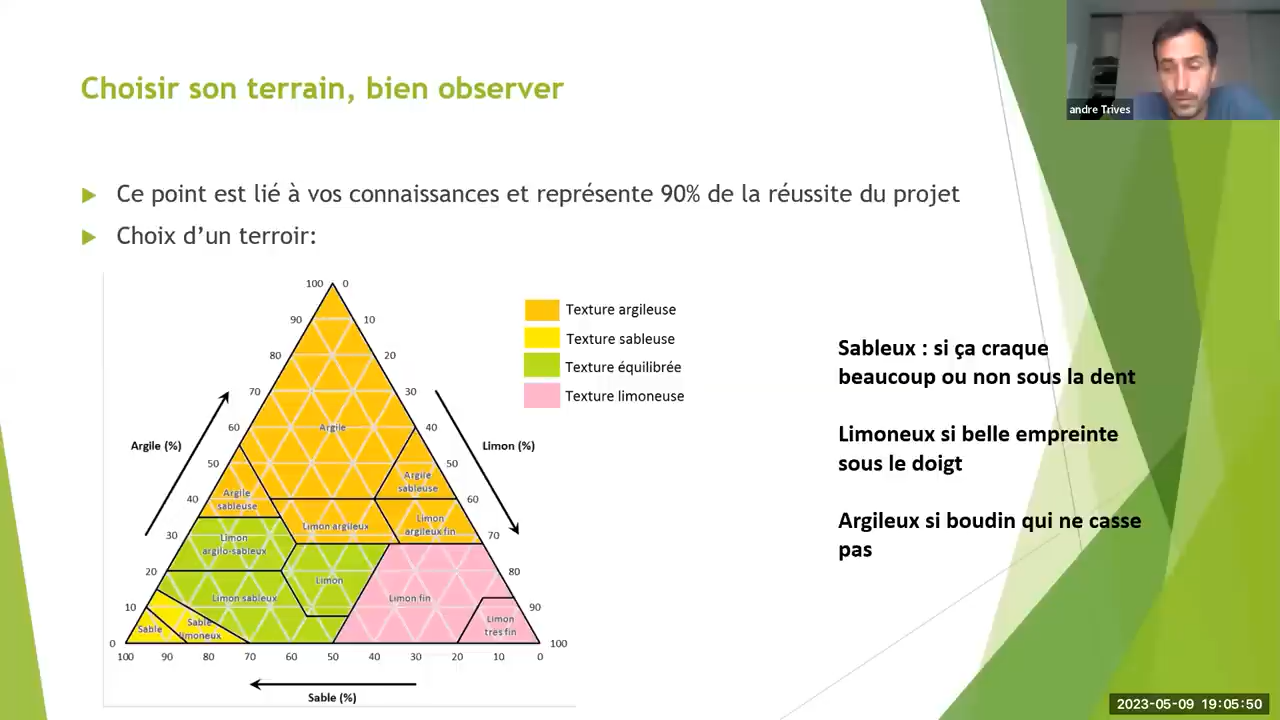 Choisir son terrain, bien observer
andre Trives
Ce point est lié à vos connaissances et représente 90% de la réussite du projet
Choix d’un terroir:
100 0
90 10
80 20
70 30
60 40
50 50
40 60
30 70
20 80
10 90
0 100
Argile (%)
Limon (%)
Argile
Argile
sableuse
Argile
sableuse
Limon argileux
Limon
argileux fin
Limon
argilo-sableux
Limon
Limon sableux
Limon fin
Limon
très fin
Sable
Sable
limoneux
100 90 80 70 60 50 40 30 20 10 0
Sable (%)
Texture argileuse
Texture sableuse
Texture équilibrée
Texture limoneuse
Sableux : si ça craque
beaucoup ou non sous la dent
Limoneux si belle empreinte
sous le doigt
Argileux si boudin qui ne casse
pas
2023-05-09 19:05:50